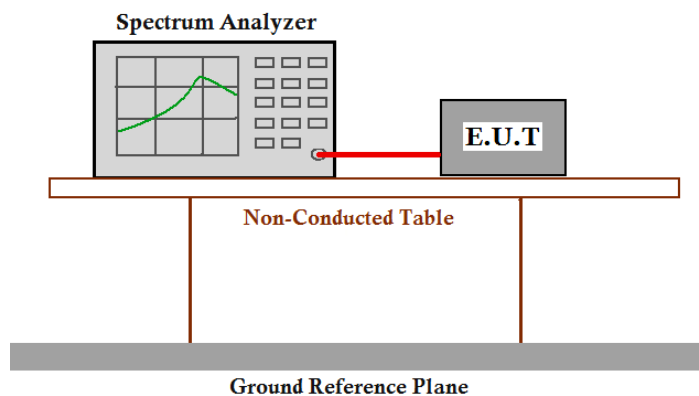 Spectrum Analyzer
E.U.T
Non-Conducted Table
Ground Reference Plane